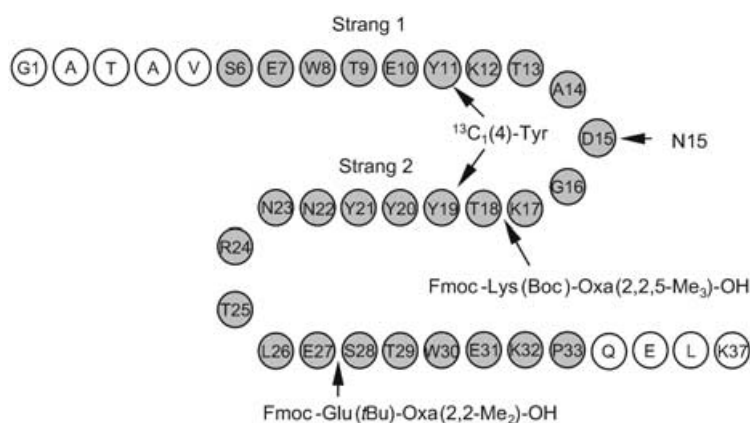 Strang 1
G1 A T A V S6 E7 W8 T9 E10 Y11 K12 T13
A14
¹³C₁(4)-Tyr
D15
N15
Strang 2
G16
N23 N22 Y21 Y20 Y19 T18 K17
R24
Fmoc-Lys(Boc)-Oxa(2,2,5-Me₃)-OH
T25
L26 E27 S28 T29 W30 E31 K32 P33 Q E L K37
Fmoc-Glu(tBu)-Oxa(2,2-Me₂)-OH